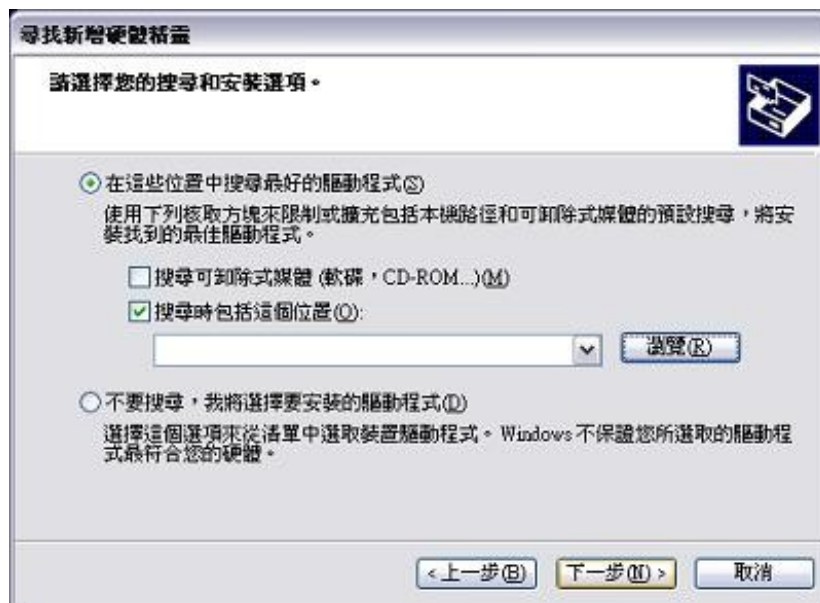 尋找新增硬體精靈
請選擇您的搜尋和安裝選項。
在這些位置中搜尋最好的驅動程式(S)
使用下列核取方塊來限制或擴充包括本機路徑和可卸除式媒體的預設搜尋，將安
裝找到的最佳驅動程式。
搜尋可卸除式媒體 (軟碟，CD-ROM...)(M)
搜尋時包括這個位置(O):
瀏覽(R)
不要搜尋，我將選擇要安裝的驅動程式(D)
選擇這個選項來從清單中選取裝置驅動程式。Windows 不保證您所選取的驅動程
式最符合您的硬體。
<上一步(B)
下一步(N) >
取消